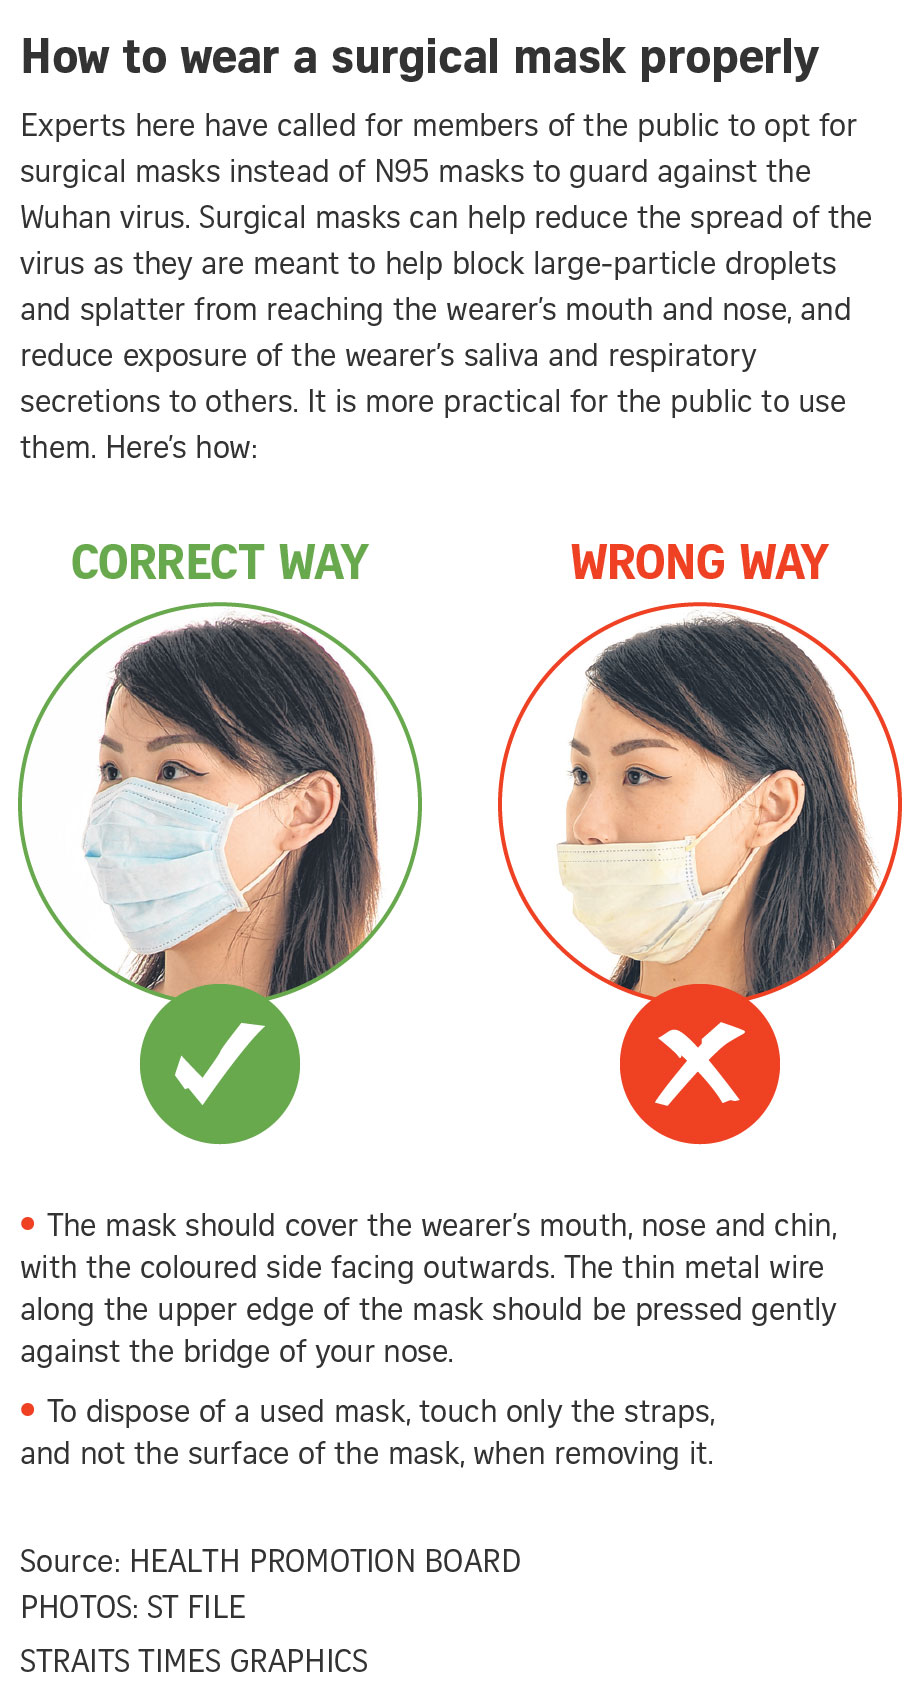 How to wear a surgical mask properly
Experts here have called for members of the public to opt for
surgical masks instead of N95 masks to guard against the
Wuhan virus. Surgical masks can help reduce the spread of the
virus as they are meant to help block large-particle droplets
and splatter from reaching the wearer’s mouth and nose, and
reduce exposure of the wearer’s saliva and respiratory
secretions to others. It is more practical for the public to use
them. Here’s how:
CORRECT WAY
WRONG WAY
• The mask should cover the wearer’s mouth, nose and chin,
with the coloured side facing outwards. The thin metal wire
along the upper edge of the mask should be pressed gently
against the bridge of your nose.
• To dispose of a used mask, touch only the straps,
and not the surface of the mask, when removing it.
Source: HEALTH PROMOTION BOARD
PHOTOS: ST FILE
STRAITS TIMES GRAPHICS